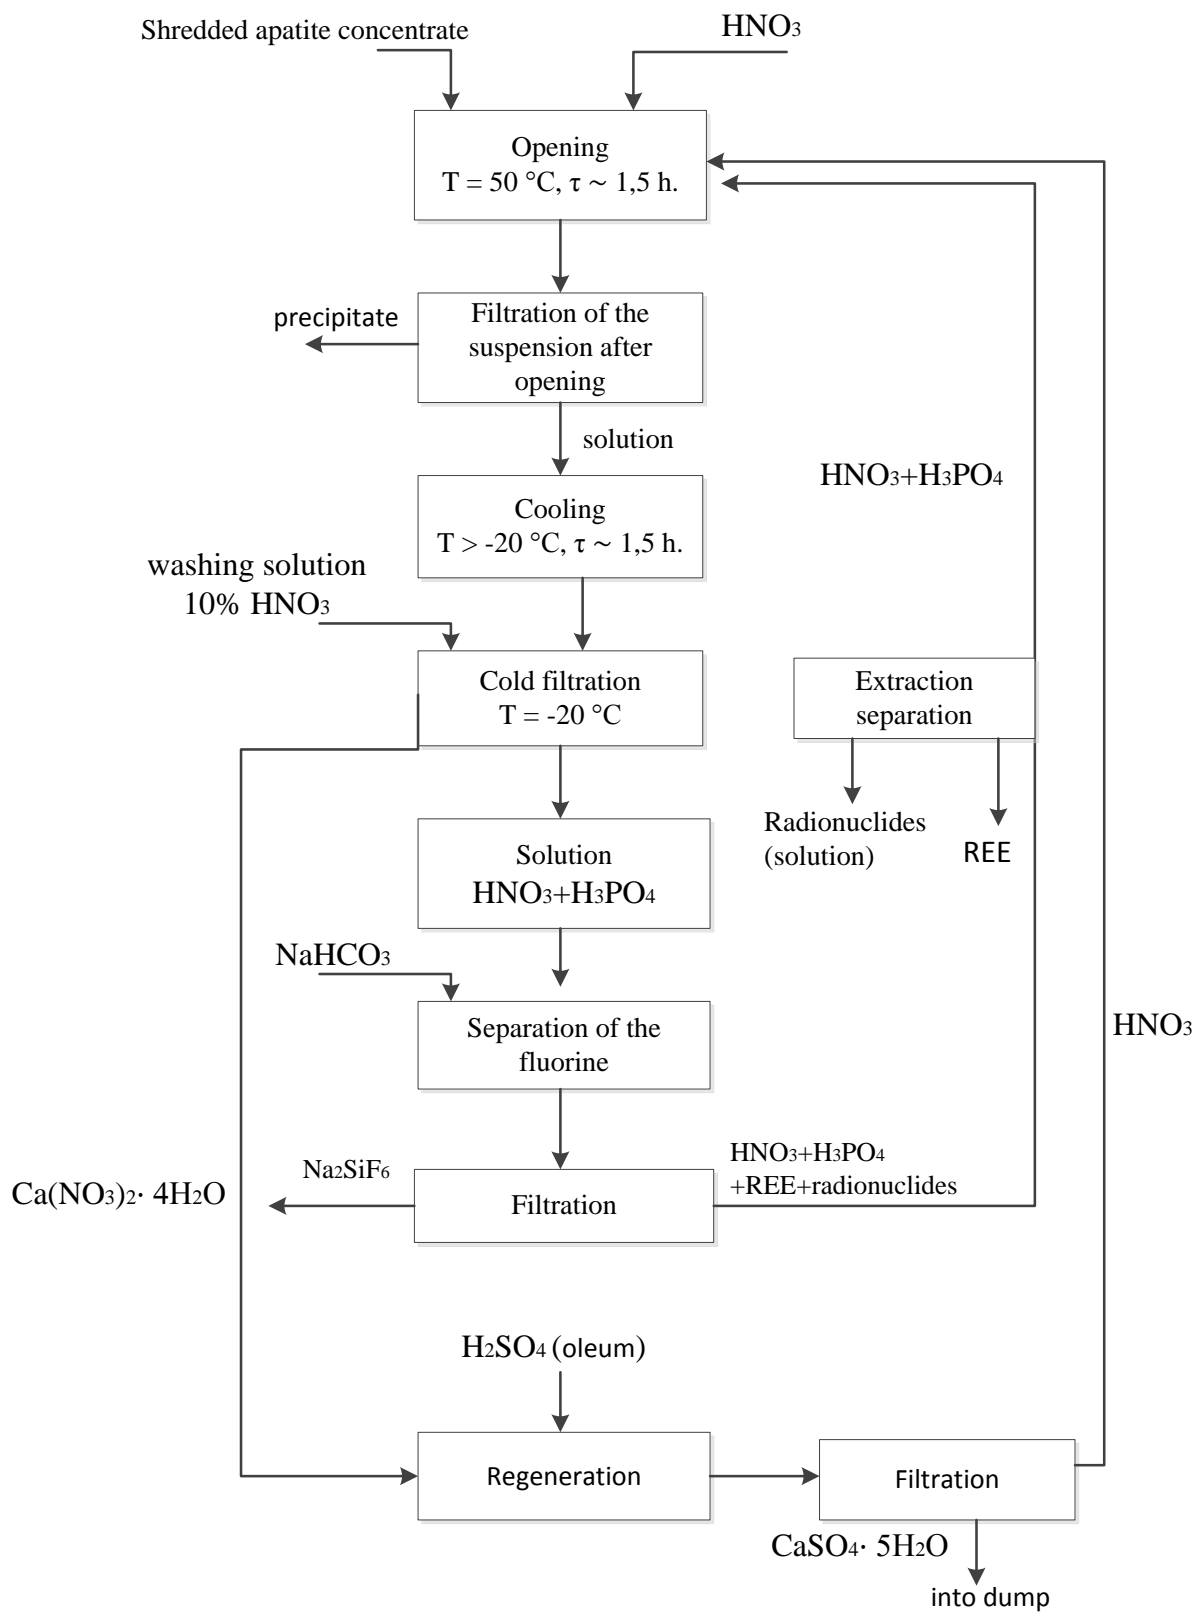 Shredded apatite concentrate
HNO3
Opening
T = 50 °C, τ ~ 1,5 h.
precipitate
Filtration of the
suspension after
opening
solution
HNO3+H3PO4
Cooling
T > -20 °C, τ ~ 1,5 h.
washing solution
10% HNO3
Cold filtration
T = -20 °C
Extraction
separation
Radionuclides
(solution)
REE
Solution
HNO3+H3PO4
NaHCO3
Separation of the
fluorine
HNO3
Na2SiF6
HNO3+H3PO4
+REE+radionuclides
Ca(NO3)2· 4H2O
Filtration
H2SO4 (oleum)
Regeneration
Filtration
CaSO4· 5H2O
into dump